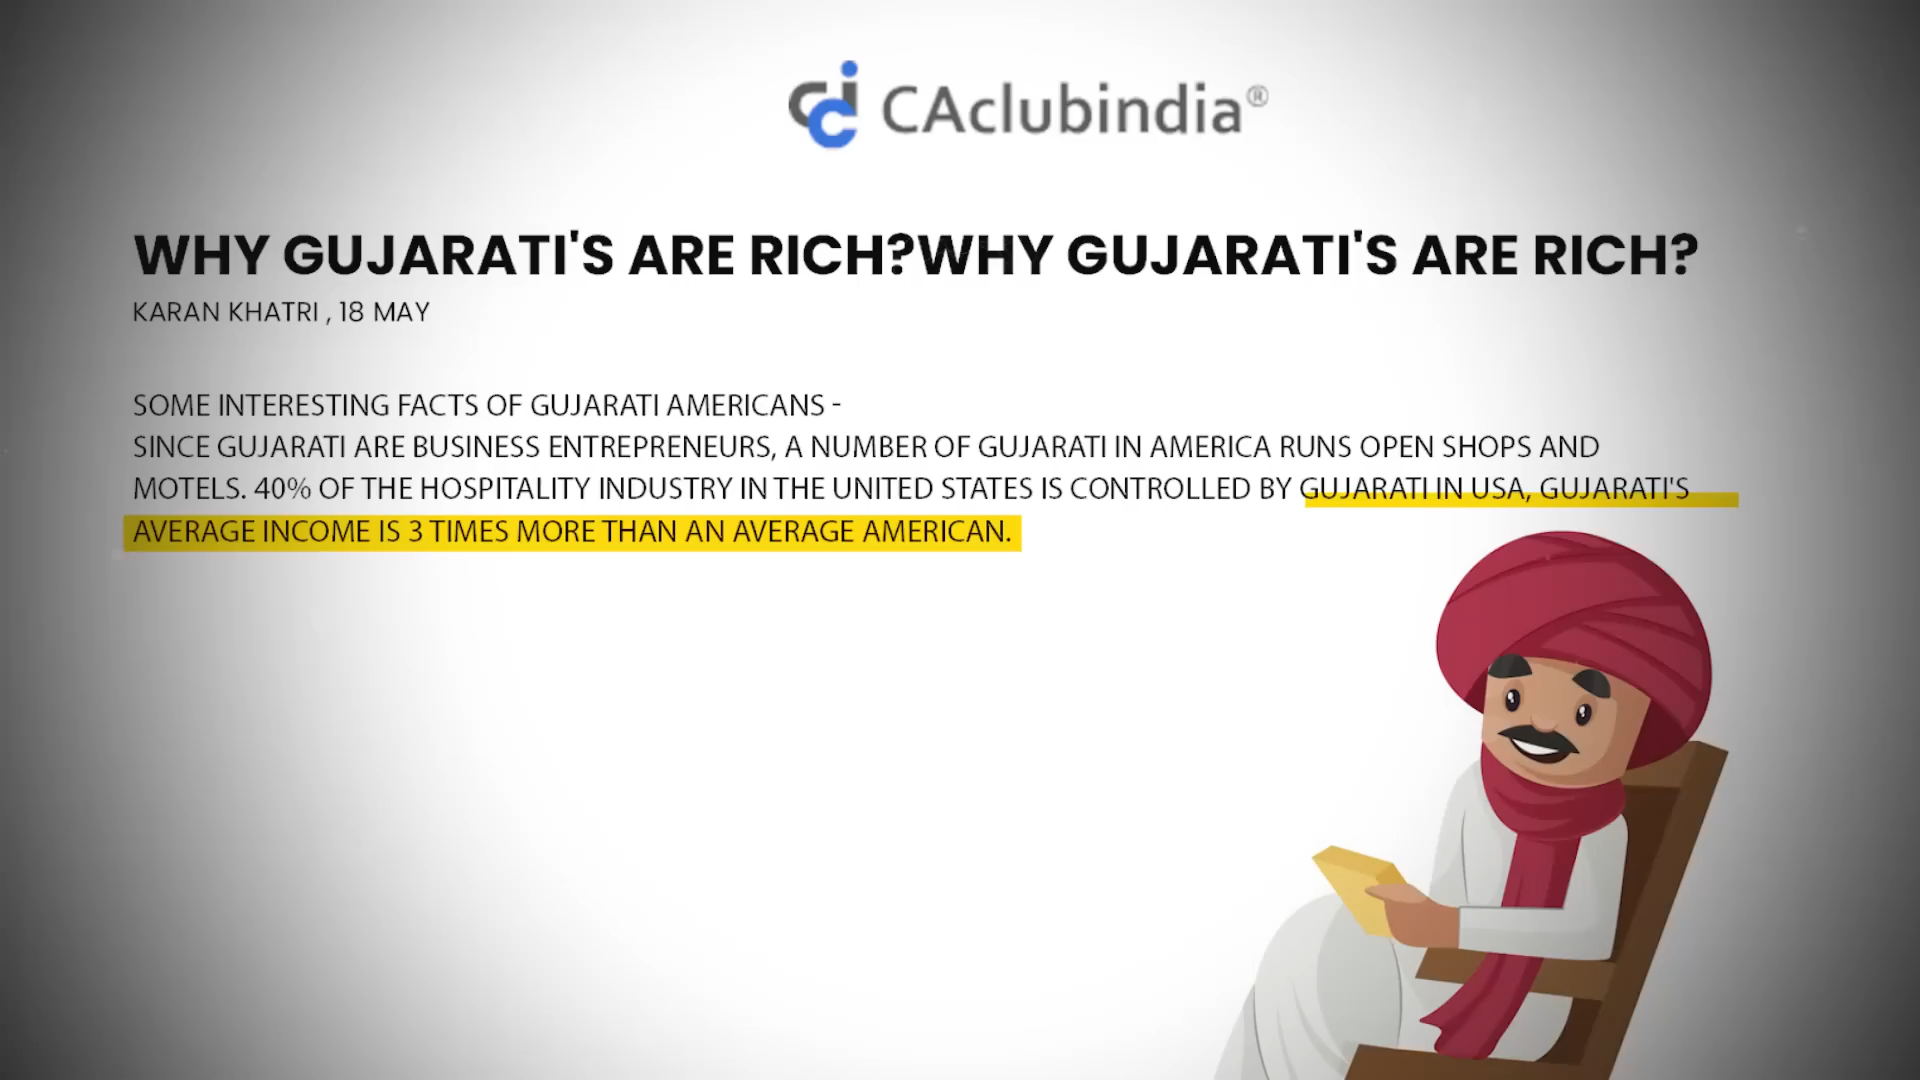 CAclubindia®
WHY GUJARATI'S ARE RICH?WHY GUJARATI'S ARE RICH?
KARAN KHATRI , 18 MAY
SOME INTERESTING FACTS OF GUJARATI AMERICANS -
SINCE GUJARATI ARE BUSINESS ENTREPRENEURS, A NUMBER OF GUJARATI IN AMERICA RUNS OPEN SHOPS AND
MOTELS. 40% OF THE HOSPITALITY INDUSTRY IN THE UNITED STATES IS CONTROLLED BY GUJARATI IN USA, GUJARATI'S
AVERAGE INCOME IS 3 TIMES MORE THAN AN AVERAGE AMERICAN.